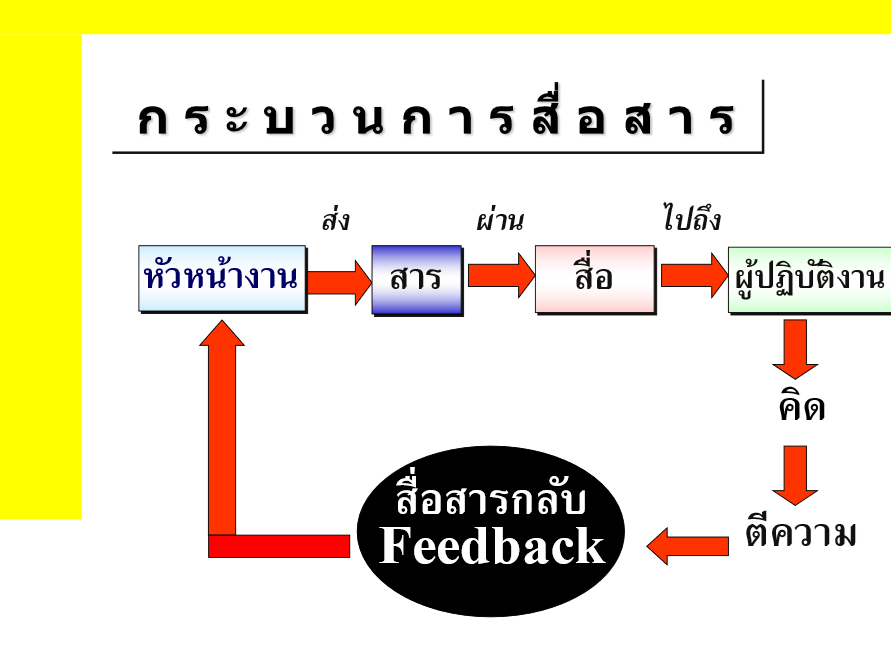 กระบวนการสื่อสาร
ส่ง ผ่าน ไปถึง
หัวหน้างาน สาร สื่อ ผู้ปฏิบัติงาน
คิด
ตีความ
สื่อสารกลับ
Feedback